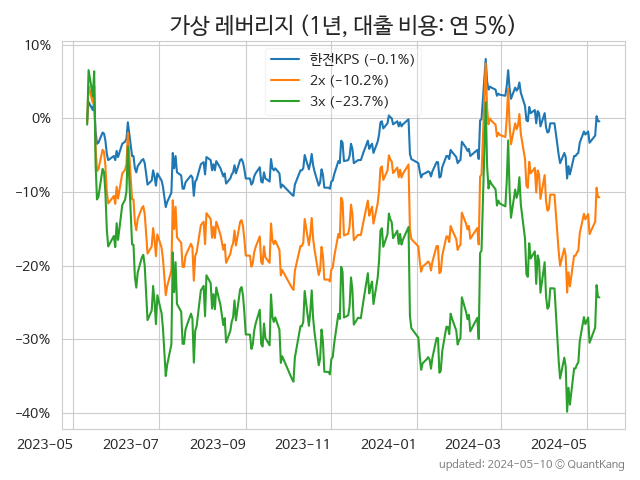 가상 레버리지 (1년, 대출 비용: 연 5%)
한전KPS (−0.1%)
2x (−10.2%)
3x (−23.7%)
10%
0%
−10%
−20%
−30%
−40%
2023-05
2023-07
2023-09
2023-11
2024-01
2024-03
2024-05
updated: 2024-05-10 © QuantKang